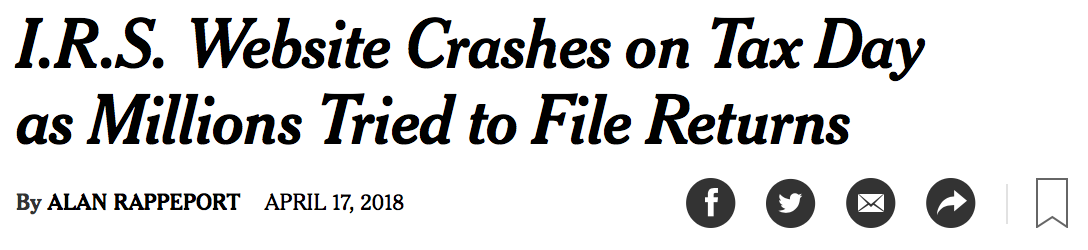 I.R.S. Website Crashes on Tax Day
as Millions Tried to File Returns
By ALAN RAPPEPORT APRIL 17, 2018